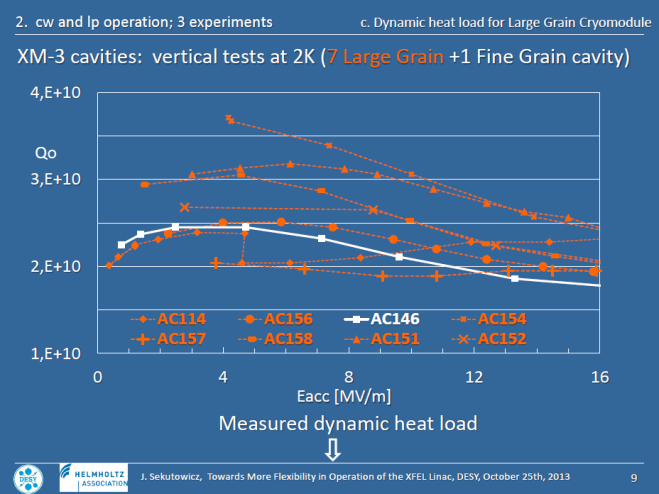 2. cw and lp operation; 3 experiments
c. Dynamic heat load for Large Grain Cryomodule
XM-3 cavities: vertical tests at 2K (7 Large Grain +1 Fine Grain cavity)
4,E+10
Qo
3,E+10
2,E+10
1,E+10
AC114 AC156 AC146 AC154
AC157 AC158 AC151 AC152
0 4 8 12 16
Eacc [MV/m]
Measured dynamic heat load
DESY
HELMHOLTZ
ASSOCIATION
J. Sekutowicz, Towards More Flexibility in Operation of the XFEL Linac, DESY, October 25th, 2013
9